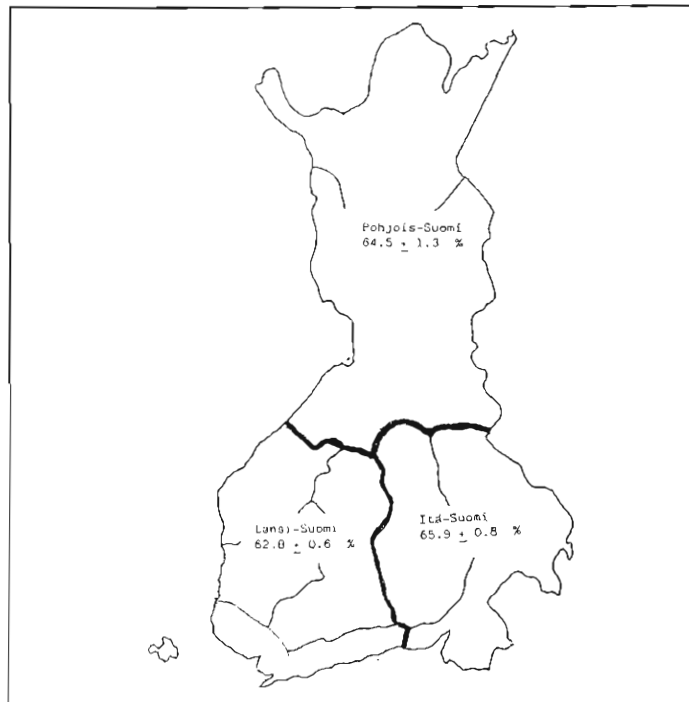 Pohjois-Suomi
64.5 ± 1.3 %
Länsi-Suomi
62.8 ± 0.6 %
Itä-Suomi
65.9 ± 0.8 %